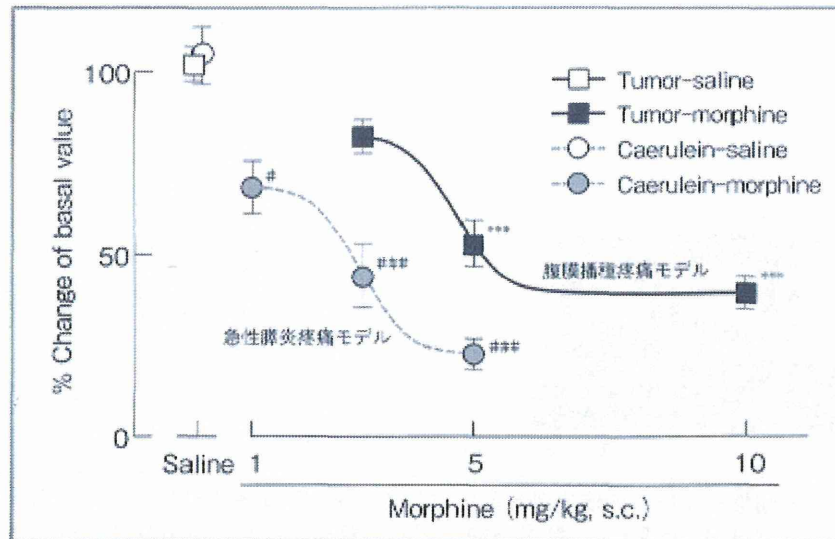 % Change of basal value
100
50
0
Tumor-saline
Tumor-morphine
Caerulein-saline
Caerulein-morphine
#
###
###
***
***
腹膜播種疼痛モデル
急性膵炎疼痛モデル
Saline 1 5 10
Morphine (mg/kg, s.c.)